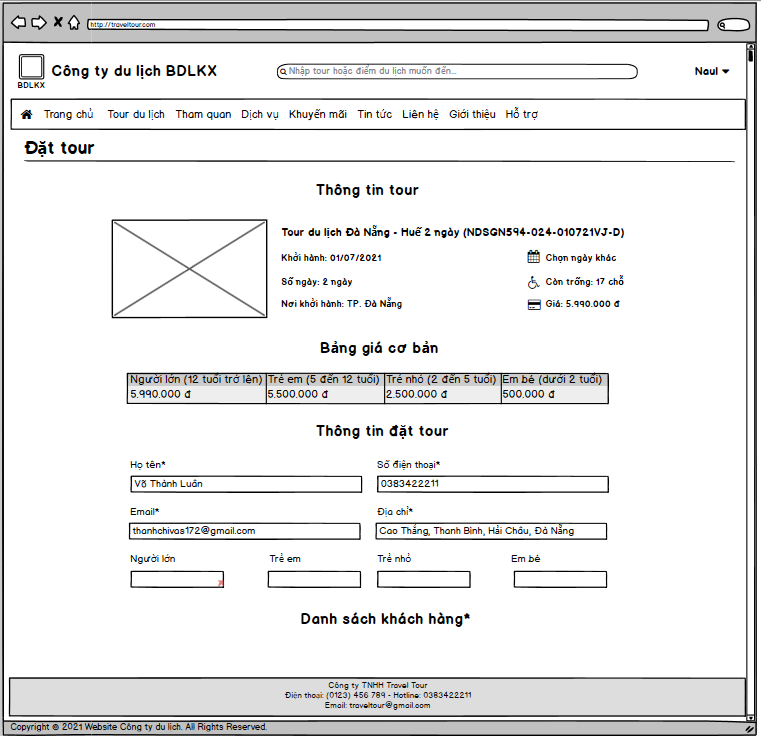 http://traveltour.com
BDLKX
Công ty du lịch BDLKX
Nhập tour hoặc điểm du lịch muốn đến...
Naul
Trang chủ Tour du lịch Tham quan Dịch vụ Khuyến mãi Tin tức Liên hệ Giới thiệu Hỗ trợ
Đặt tour
Thông tin tour
Tour du lịch Đà Nẵng - Huế 2 ngày (NDSGN594-024-010721VJ-D)
Khởi hành: 01/07/2021 Chọn ngày khác
Số ngày: 2 ngày Còn trống: 17 chỗ
Nơi khởi hành: TP. Đà Nẵng Giá: 5.990.000 đ
Bảng giá cơ bản
Người lớn (12 tuổi trở lên) Trẻ em (5 đến 12 tuổi) Trẻ nhỏ (2 đến 5 tuổi) Em bé (dưới 2 tuổi)
5.990.000 đ 5.500.000 đ 2.500.000 đ 500.000 đ
Thông tin đặt tour
Họ tên* Số điện thoại*
Võ Thành Luân 0383422211
Email* Địa chỉ*
thanhchivas172@gmail.com Cao Thắng, Thanh Bình, Hải Châu, Đà Nẵng
Người lớn Trẻ em Trẻ nhỏ Em bé
Danh sách khách hàng*
Công ty TNHH Travel Tour
Điện thoại: (0123) 456 789 - Hotline: 0383422211
Email: traveltour@gmail.com
Copyright © 2021 Website Công ty du lich. All Rights Reserved.